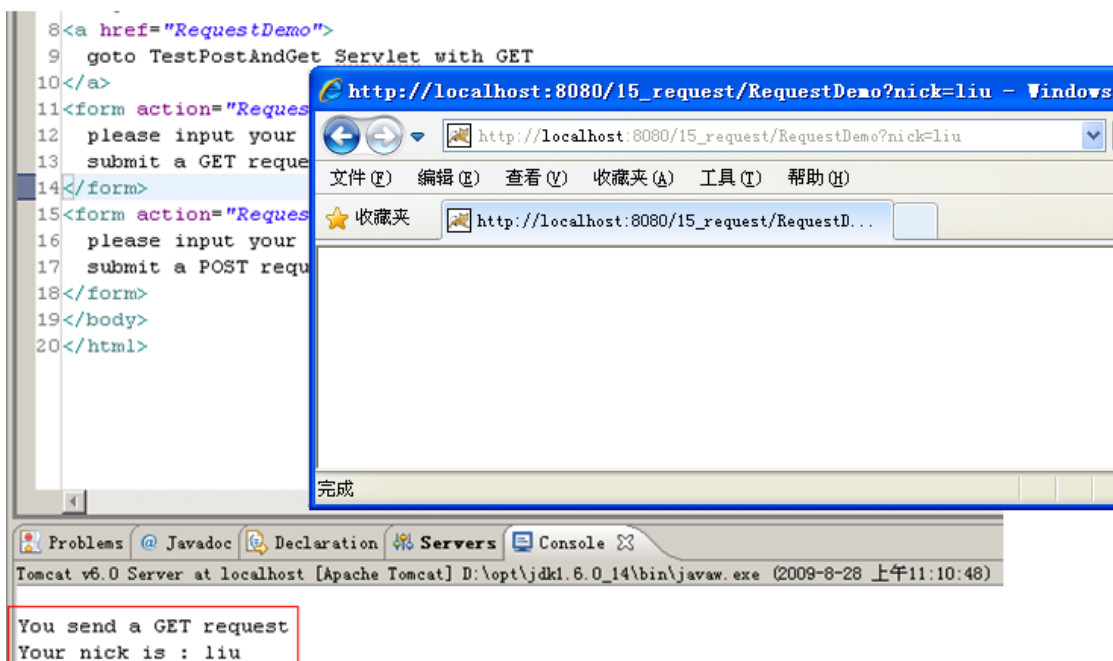 8<a href="RequestDemo">
9 goto TestPostAndGet Servlet with GET
10</a>
11<form action="Reques
12 please input your
13 submit a GET reque
14</form>
15<form action="Reques
16 please input your
17 submit a POST requ
18</form>
19</body>
20</html>
http://localhost:8080/15_request/RequestDemo?nick=liu - Windows
http://localhost:8080/15_request/RequestDemo?nick=liu
文件(F) 编辑(E) 查看(V) 收藏夹(A) 工具(T) 帮助(H)
收藏夹 http://localhost:8080/15_request/RequestD...
完成
Problems @ Javadoc Declaration Servers Console
Tomcat v6.0 Server at localhost [Apache Tomcat] D:\opt\jdk1.6.0_14\bin\javaw.exe (2009-8-28 上午11:10:48)
You send a GET request
Your nick is : liu